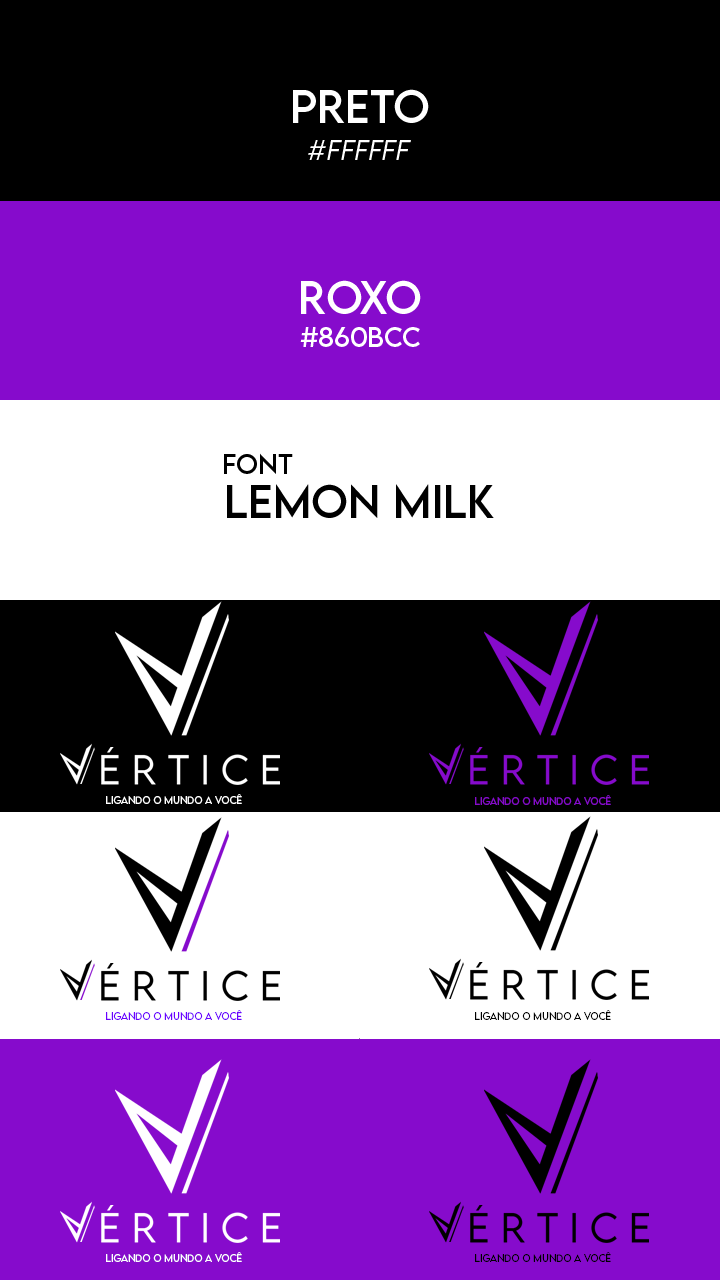 PRETO
#FFFFFF
ROXO
#860BCC
FONT
LEMON MILK
VÉRTICE
LIGANDO O MUNDO A VOCÊ
VÉRTICE
LIGANDO O MUNDO A VOCÊ
VÉRTICE
LIGANDO O MUNDO A VOCÊ
VÉRTICE
LIGANDO O MUNDO A VOCÊ
VÉRTICE
LIGANDO O MUNDO A VOCÊ
VÉRTICE
LIGANDO O MUNDO A VOCÊ